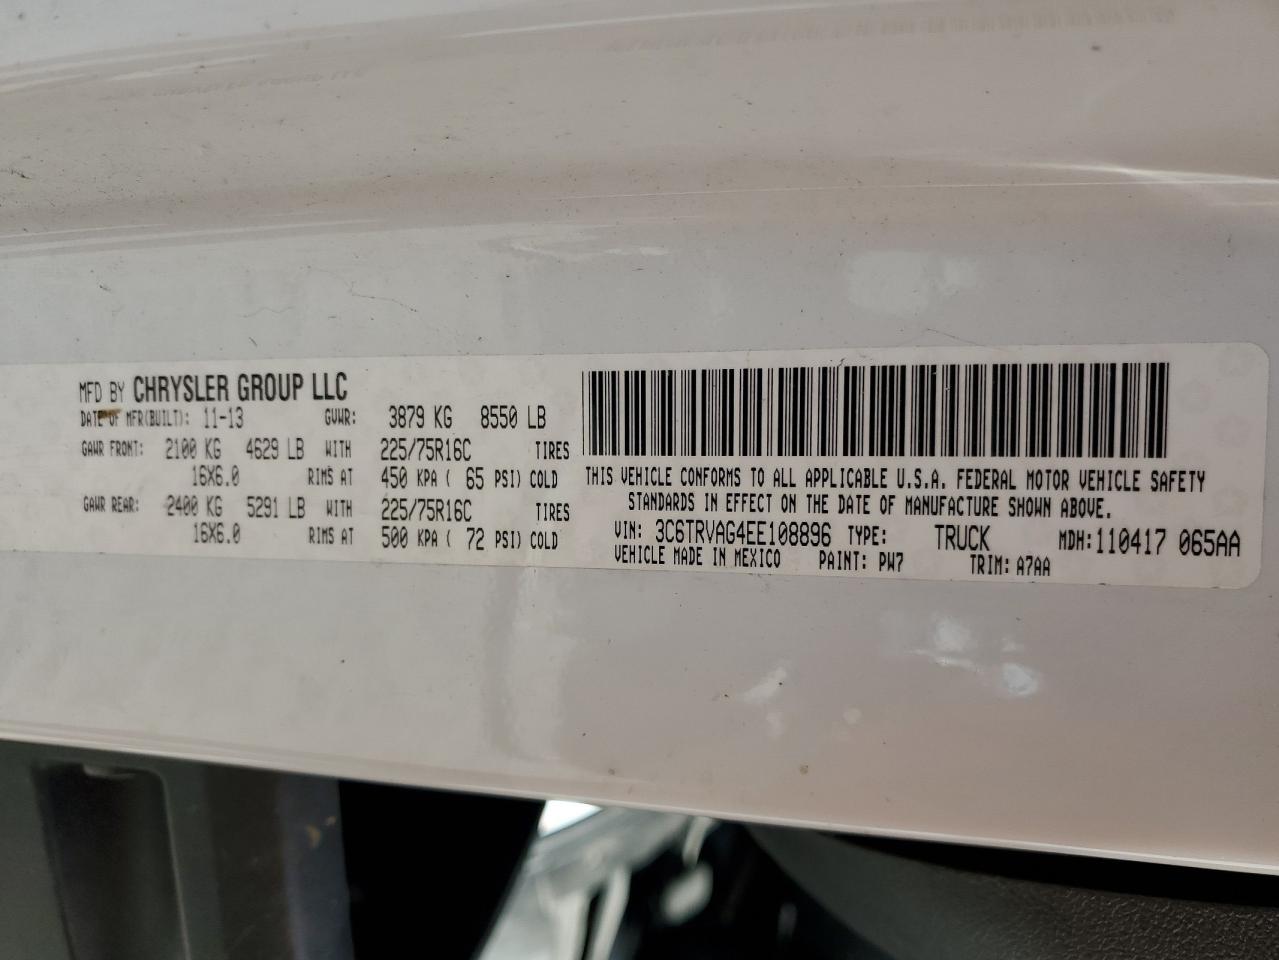 MFD BY CHRYSLER GROUP LLC
DATE OF MFR(BUILT): 11-13 GVWR: 3879 KG 8550 LB
GAWR FRONT: 2100 KG 4629 LB WITH 225/75R16C TIRES
16X6.0 RIMS AT 450 KPA ( 65 PSI) COLD
GAWR REAR: 2400 KG 5291 LB WITH 225/75R16C TIRES
16X6.0 RIMS AT 500 KPA ( 72 PSI) COLD
THIS VEHICLE CONFORMS TO ALL APPLICABLE U.S.A. FEDERAL MOTOR VEHICLE SAFETY
STANDARDS IN EFFECT ON THE DATE OF MANUFACTURE SHOWN ABOVE.
VIN: 3C6TRVAG4EE108896 TYPE: TRUCK MDH: 110417 065AA
VEHICLE MADE IN MEXICO PAINT: PW7 TRIM: A7AA